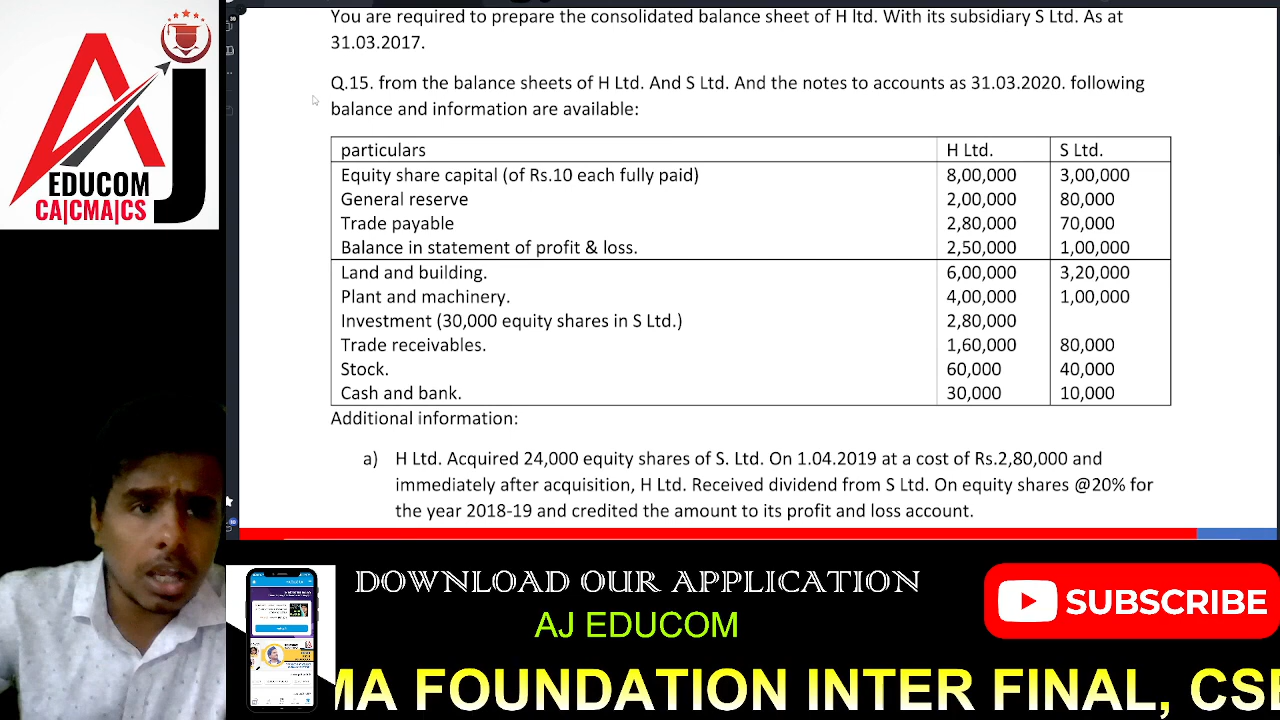 You are required to prepare the consolidated balance sheet of H ltd. With its subsidiary S Ltd. As at
31.03.2017.
Q.15. from the balance sheets of H Ltd. And S Ltd. And the notes to accounts as 31.03.2020. following
balance and information are available:
particulars H Ltd. S Ltd.
Equity share capital (of Rs.10 each fully paid) 8,00,000 3,00,000
General reserve 2,00,000 80,000
Trade payable 2,80,000 70,000
Balance in statement of profit & loss. 2,50,000 1,00,000
Land and building. 6,00,000 3,20,000
Plant and machinery. 4,00,000 1,00,000
Investment (30,000 equity shares in S Ltd.) 2,80,000
Trade receivables. 1,60,000 80,000
Stock. 60,000 40,000
Cash and bank. 30,000 10,000
Additional information:
a) H Ltd. Acquired 24,000 equity shares of S. Ltd. On 1.04.2019 at a cost of Rs.2,80,000 and
immediately after acquisition, H Ltd. Received dividend from S Ltd. On equity shares @20% for
the year 2018-19 and credited the amount to its profit and loss account.
AJ
EDUCOM
CA|CMA|CS
DOWNLOAD OUR APPLICATION
AJ EDUCOM
SUBSCRIBE
MA FOUNDATION INTER FINAL, CSE